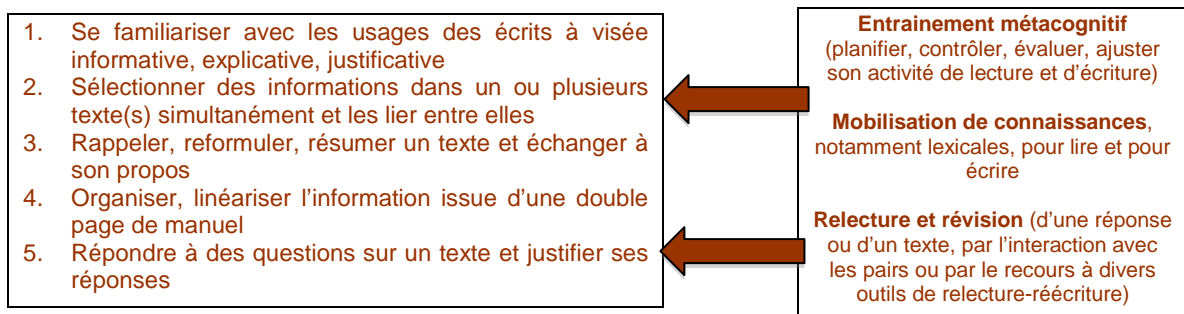 1. Se familiariser avec les usages des écrits à visée
informative, explicative, justificative
2. Sélectionner des informations dans un ou plusieurs
texte(s) simultanément et les lier entre elles
3. Rappeler, reformuler, résumer un texte et échanger à
son propos
4. Organiser, linéariser l’information issue d’une double
page de manuel
5. Répondre à des questions sur un texte et justifier ses
réponses
Entrainement métacognitif
(planifier, contrôler, évaluer, ajuster
son activité de lecture et d’écriture)
Mobilisation de connaissances,
notamment lexicales, pour lire et pour
écrire
Relecture et révision (d’une réponse
ou d’un texte, par l’interaction avec
les pairs ou par le recours à divers
outils de relecture-réécriture)